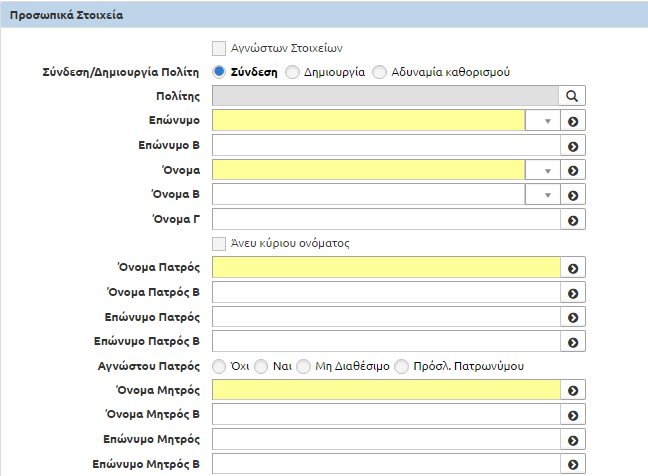 Προσωπικά Στοιχεία
Αγνώστων Στοιχείων
Σύνδεση/Δημιουργία Πολίτη Σύνδεση Δημιουργία Αδυναμία καθορισμού
Πολίτης
Επώνυμο
Επώνυμο Β
Όνομα
Όνομα Β
Όνομα Γ
Άνευ κύριου ονόματος
Όνομα Πατρός
Όνομα Πατρός Β
Επώνυμο Πατρός
Επώνυμο Πατρός Β
Αγνώστου Πατρός Όχι Ναι Μη Διαθέσιμο Πρόσλ. Πατρωνύμου
Όνομα Μητρός
Όνομα Μητρός Β
Επώνυμο Μητρός
Επώνυμο Μητρός Β